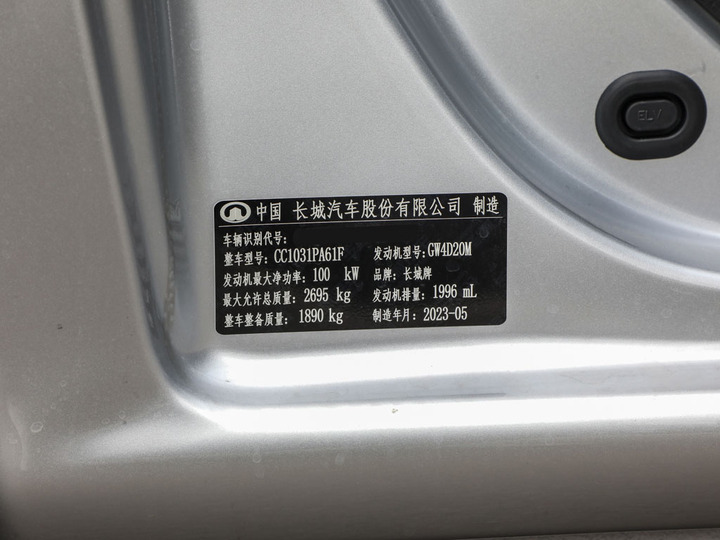 中国 长城汽车股份有限公司 制造
车辆识别代号:
整车型号: CC1031PA61F 发动机型号: GW4D20M
发动机最大净功率: 100 kW 品牌: 长城牌
最大允许总质量: 2695 kg 发动机排量: 1996 mL
整车整备质量: 1890 kg 制造年月: 2023-05
ELV